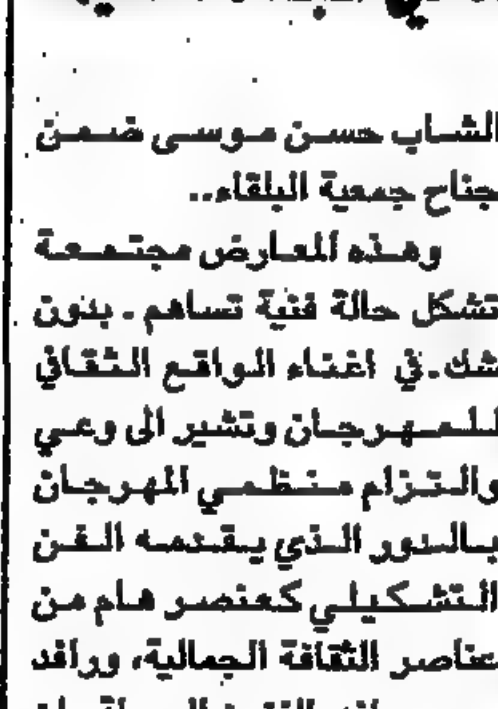 الشاب حسن موسى ضمن
جناح جمعية البلقاء..
وهذه المعارض مجتمعة
تشكل حالة فنية تساهم . بدون
شك . في اغناء الواقع الثقافي
للمهرجان وتشير الى وعي
والتزام منظمي المهرجان
بالدور الذي يقدمه الفن
التشكيلي كعنصر هام من
عناصر الثقافة الجمالية، ورافد